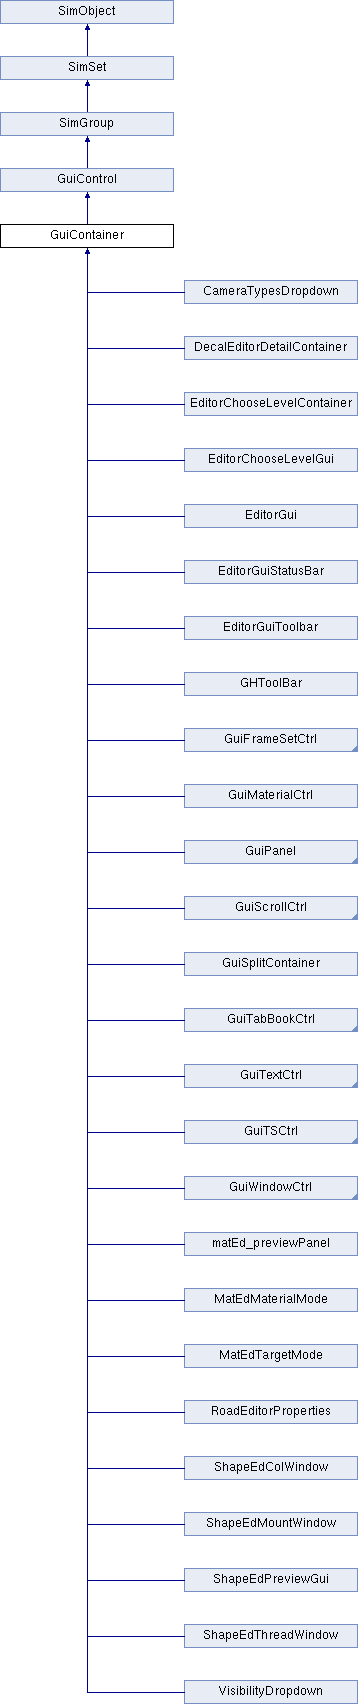 SimObject
SimSet
SimGroup
GuiControl
GuiContainer
CameraTypesDropdown
DecalEditorDetailContainer
EditorChooseLevelContainer
EditorChooseLevelGui
EditorGui
EditorGuiStatusBar
EditorGuiToolbar
GHToolBar
GuiFrameSetCtrl
GuiMaterialCtrl
GuiPanel
GuiScrollCtrl
GuiSplitContainer
GuiTabBookCtrl
GuiTextCtrl
GuiTSCtrl
GuiWindowCtrl
matEd_previewPanel
MatEdMaterialMode
MatEdTargetMode
RoadEditorProperties
ShapeEdColWindow
ShapeEdMountWindow
ShapeEdPreviewGui
ShapeEdThreadWindow
VisibilityDropdown